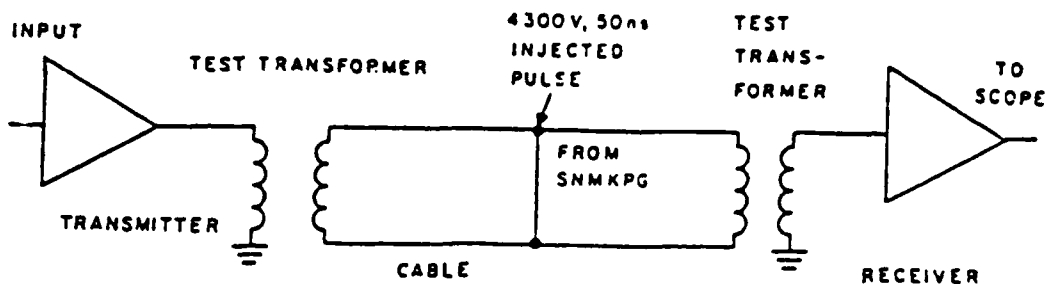 INPUT
TEST TRANSFORMER
4300V, 50ns
INJECTED
PULSE
TEST
TRANS-
FORMER
TO
SCOPE
FROM
SNMKPG
TRANSMITTER
CABLE
RECEIVER